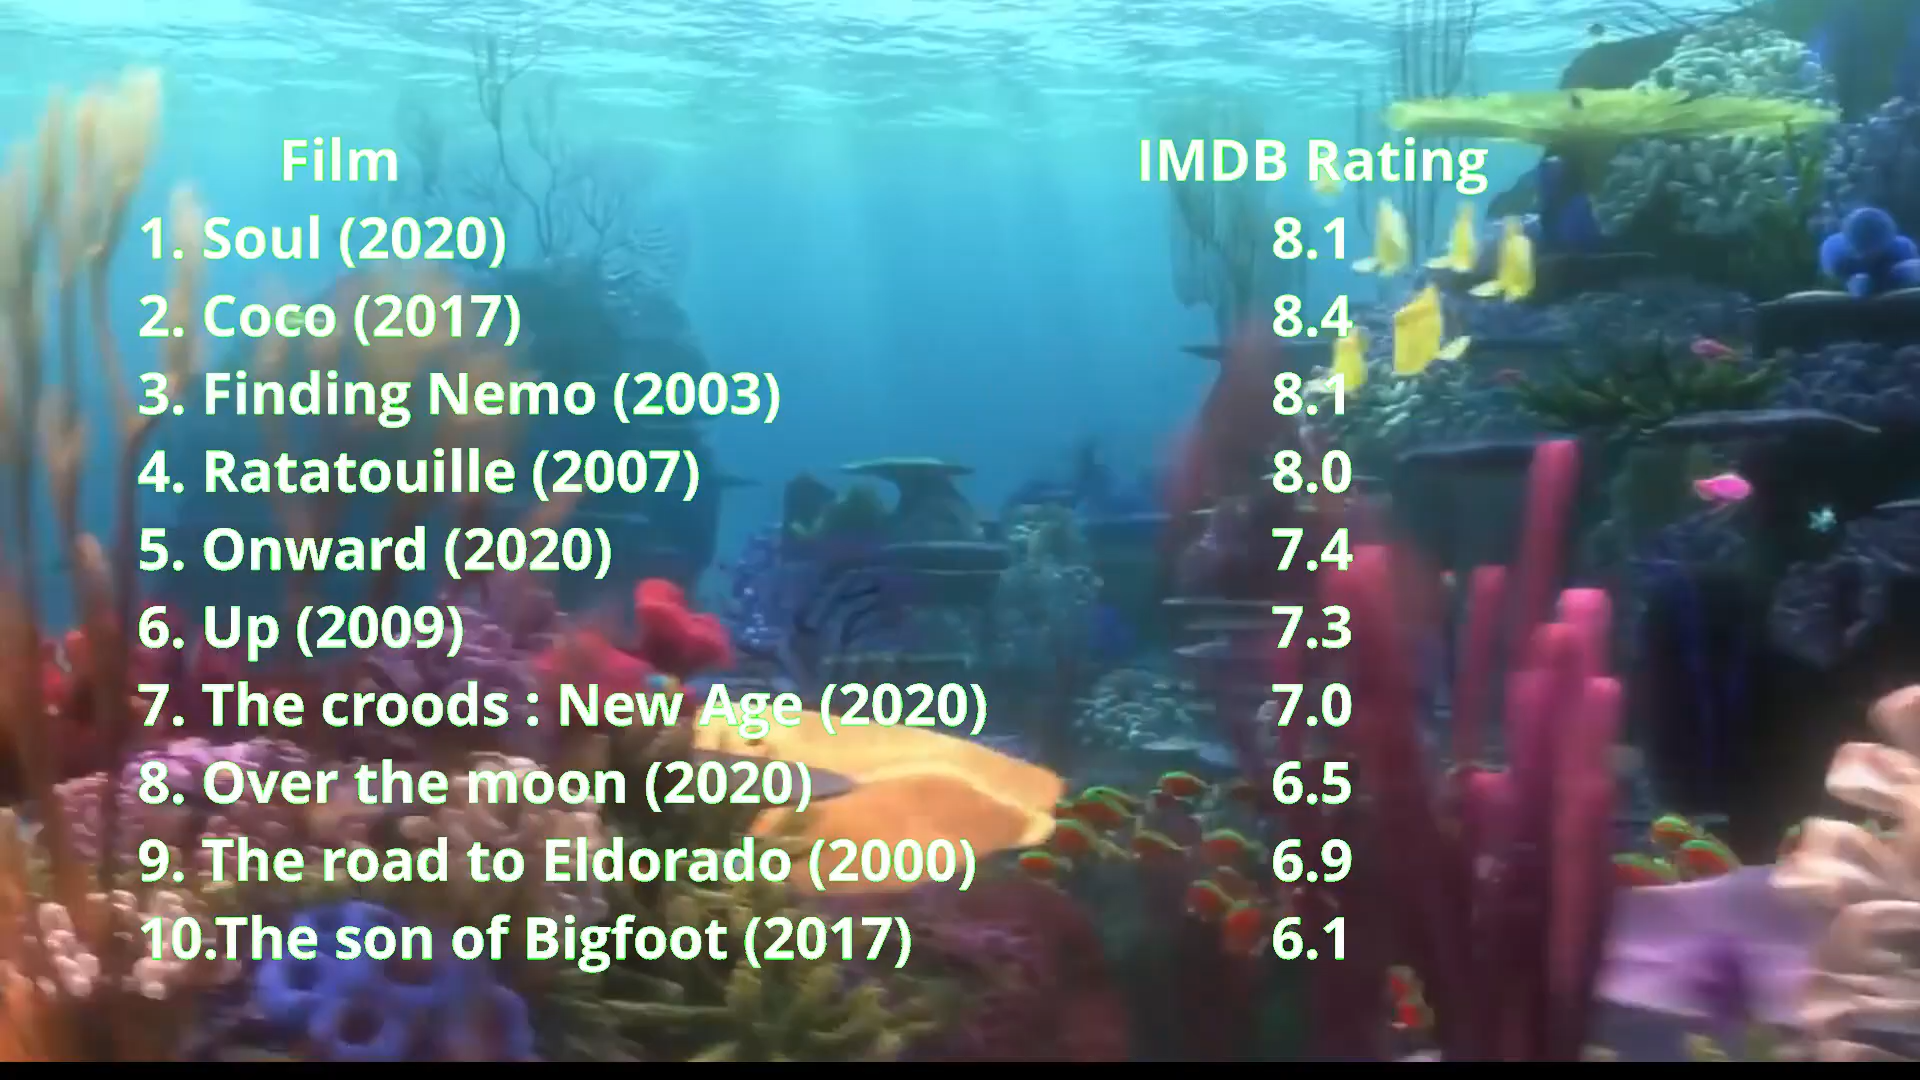 Film IMDB Rating
1. Soul (2020) 8.1
2. Coco (2017) 8.4
3. Finding Nemo (2003) 8.1
4. Ratatouille (2007) 8.0
5. Onward (2020) 7.4
6. Up (2009) 7.3
7. The croods : New Age (2020) 7.0
8. Over the moon (2020) 6.5
9. The road to Eldorado (2000) 6.9
10.The son of Bigfoot (2017) 6.1